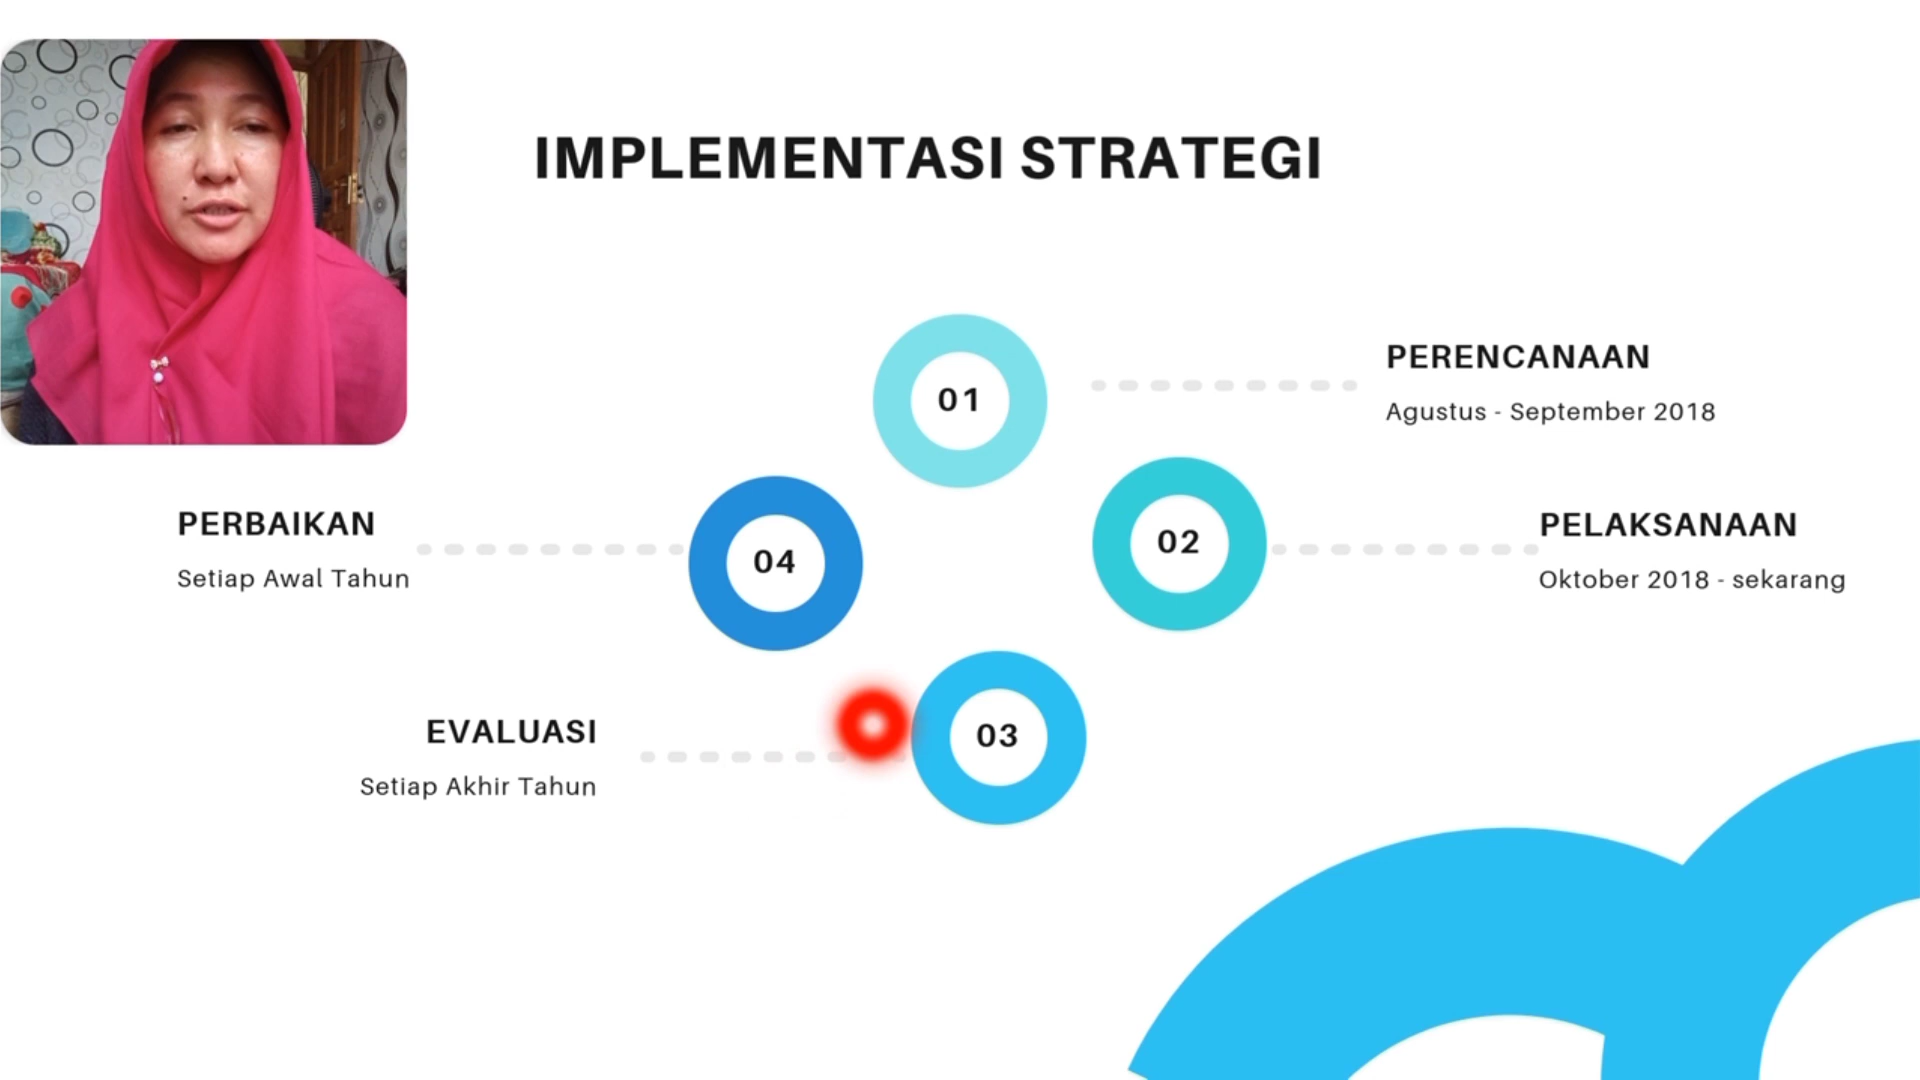 IMPLEMENTASI STRATEGI
01
PERENCANAAN
Agustus - September 2018
02
PELAKSANAAN
Oktober 2018 - sekarang
03
EVALUASI
Setiap Akhir Tahun
04
PERBAIKAN
Setiap Awal Tahun